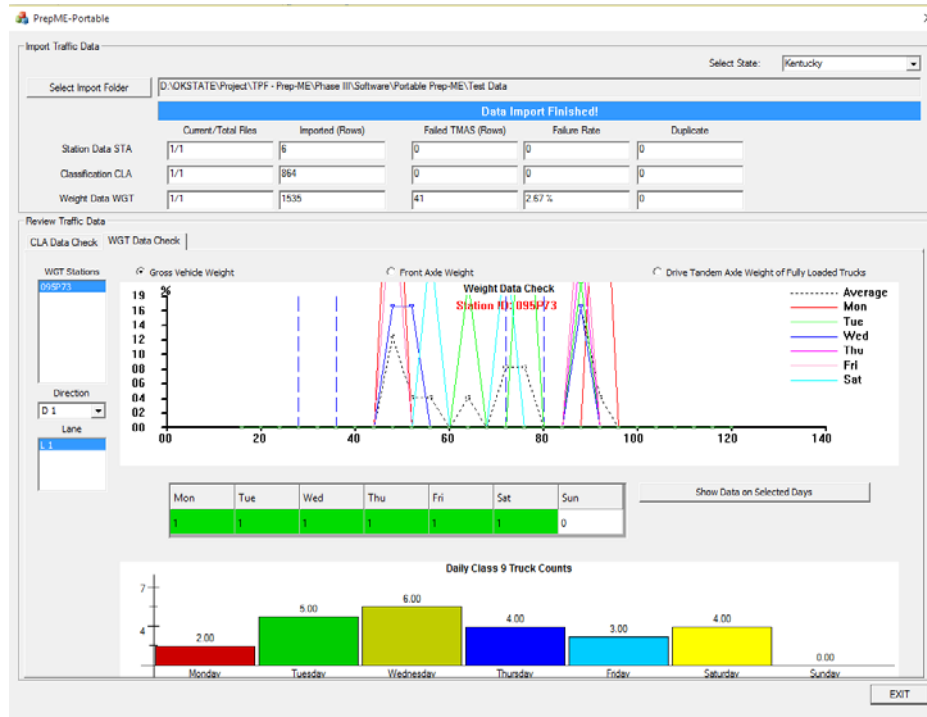 PrepME-Portable
Import Traffic Data
Select State: Kentucky
Select Import Folder D:\OKSTATE\Project\TPF - Prep-ME\Phase III\Software\Portable Prep-ME\Test Data
Data Import Finished!
Current/Total Files Imported (Rows) Failed TMAS (Rows) Failure Rate Duplicate
Station Data STA 1/1 6 0 0 0
Classification CLA 1/1 864 0 0 0
Weight Data WGT 1/1 1535 41 2.67 % 0
Review Traffic Data
CLA Data Check WGT Data Check
WGT Stations
095P73
Direction
D 1
Lane
L 1
Gross Vehicle Weight Front Axle Weight Drive Tandem Axle Weight of Fully Loaded Trucks
Weight Data Check
Station ID: 095P73
%
19
16
14
12
10
08
06
04
02
00
00 20 40 60 80 100 120 140
Average
Mon
Tue
Wed
Thu
Fri
Sat
Mon Tue Wed Thu Fri Sat Sun
1 1 1 1 1 1 0
Show Data on Selected Days
Daily Class 9 Truck Counts
7
4
2.00 5.00 6.00 4.00 3.00 4.00 0.00
Monday Tuesday Wednesday Thursday Friday Saturday Sunday
EXIT